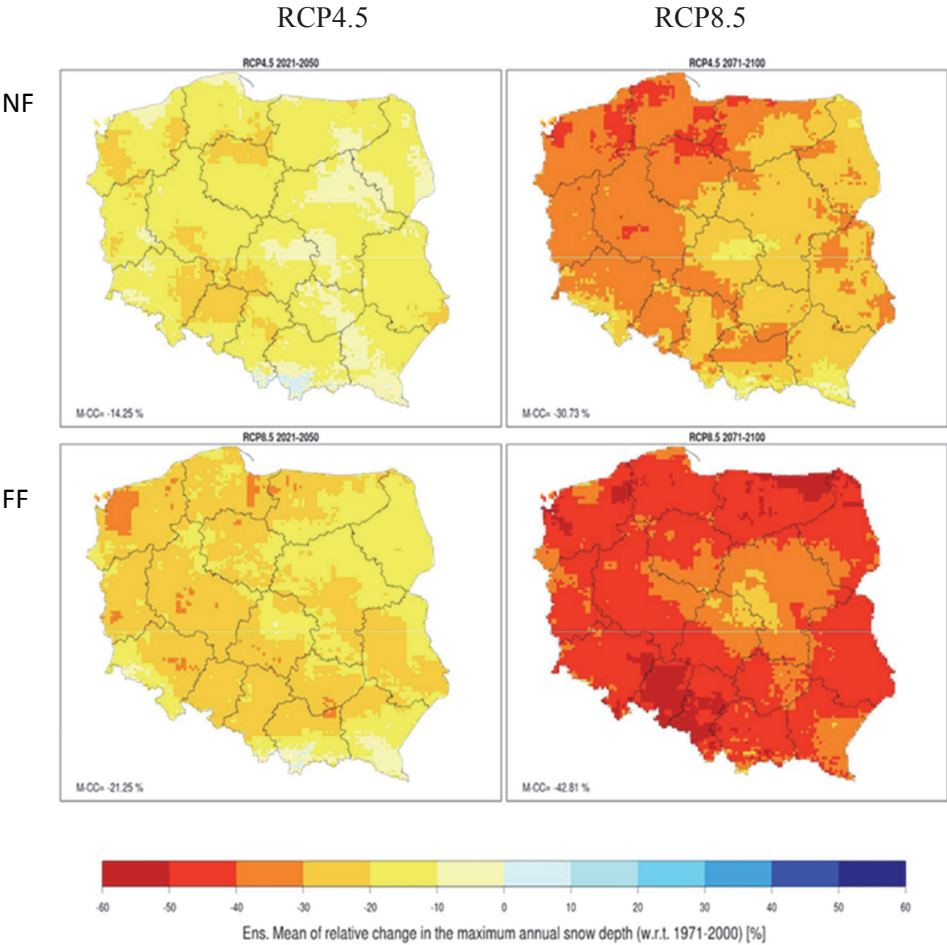 RCP4.5 RCP8.5
RCP4.5 2021-2050 RCP4.5 2071-2100
NF
M-CC= -14.25 % M-CC= -30.73 %
RCP8.5 2021-2050 RCP8.5 2071-2100
FF
M-CC= -21.25 % M-CC= -42.81 %
-60 -50 -40 -30 -20 -10 0 10 20 30 40 50 60
Ens. Mean of relative change in the maximum annual snow depth (w.r.t. 1971-2000) [%]